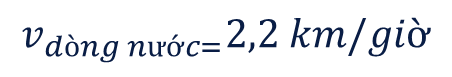 v dòng nước= 2,2 km/giờ